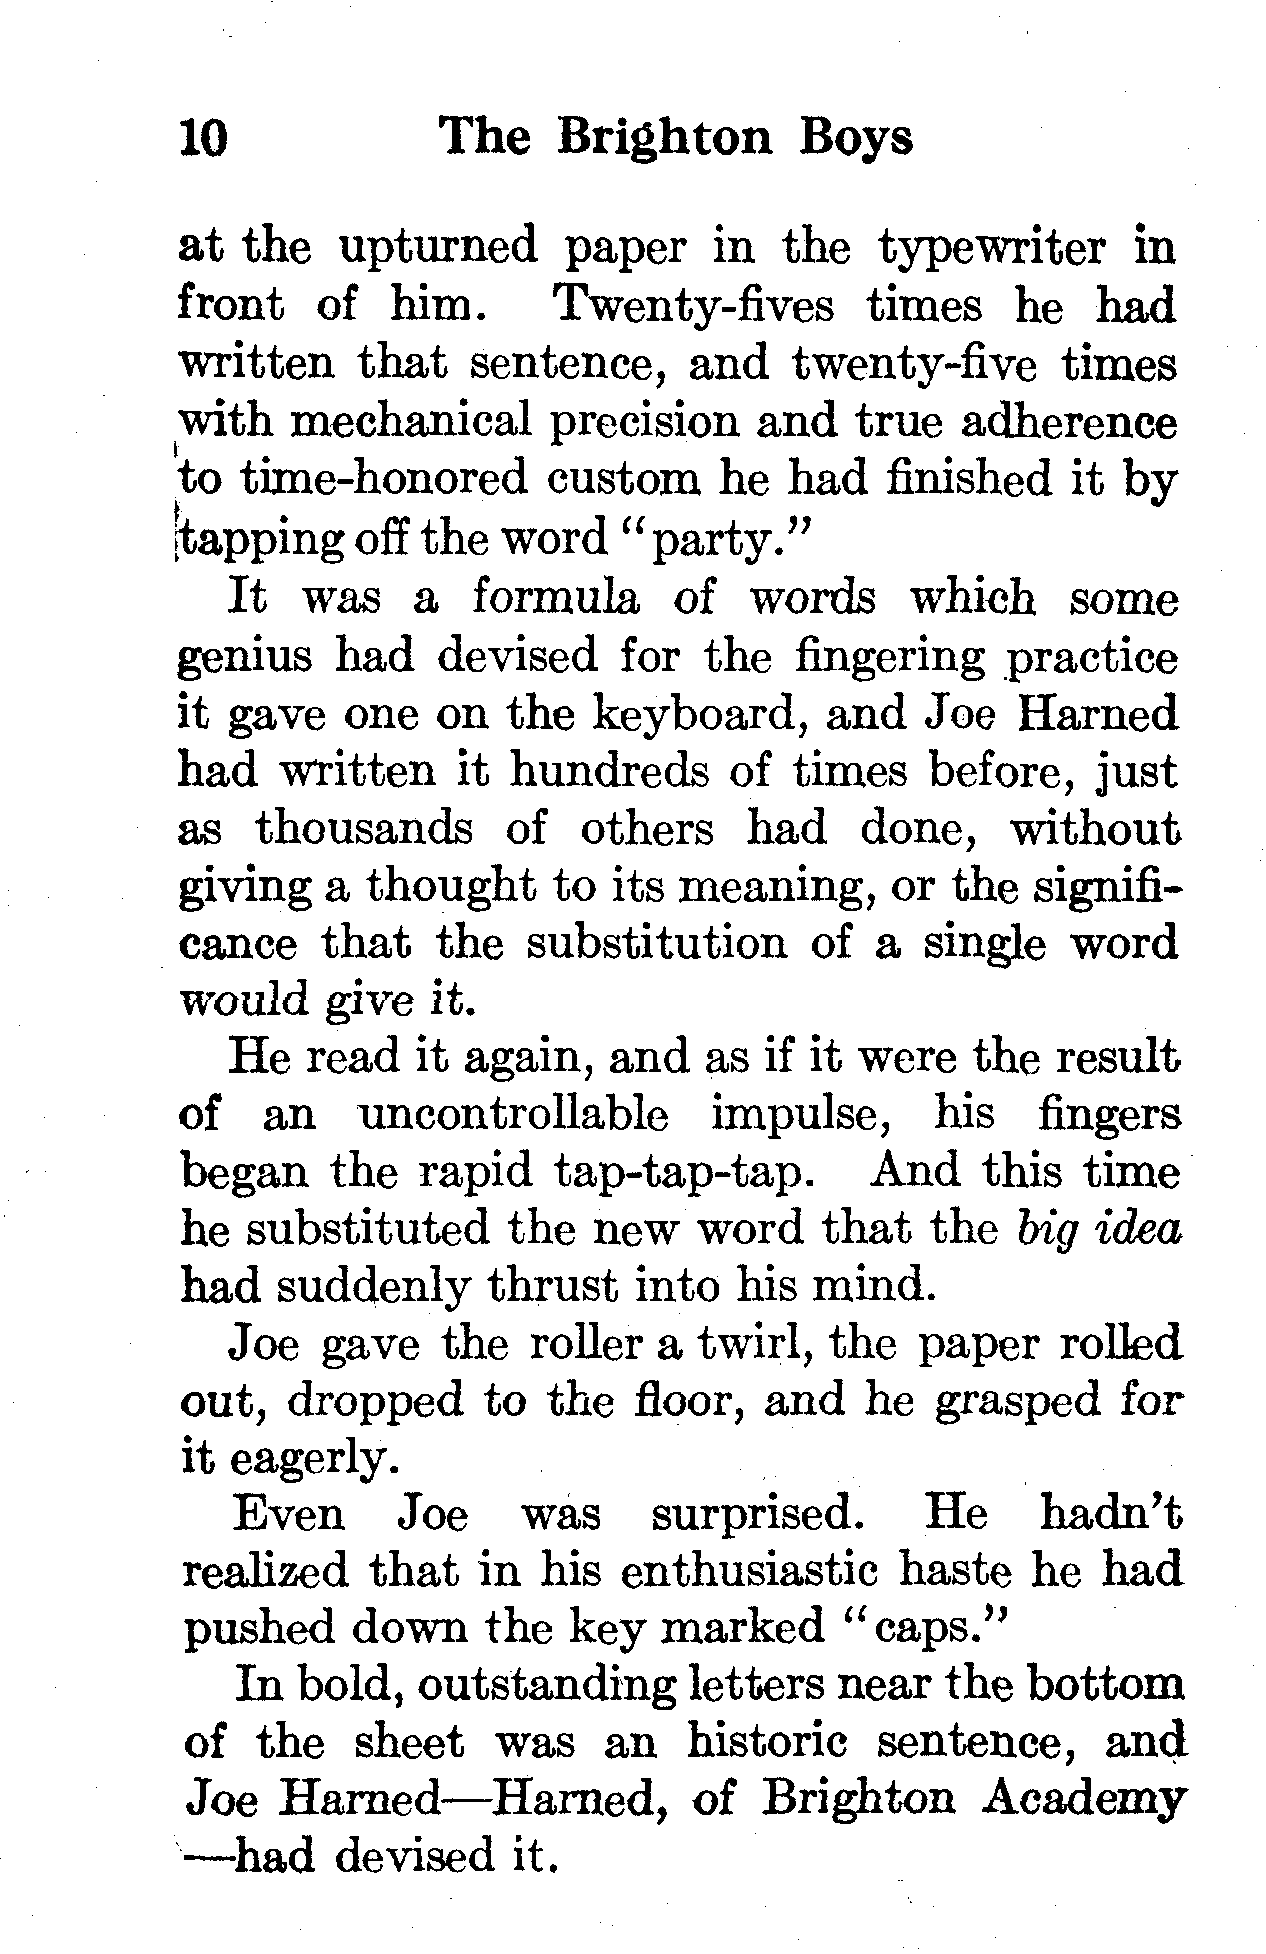 10 The Brighton Boys
at the upturned paper in the typewriter in
front of him. Twenty-fives times he had
written that sentence, and twenty-five times
with mechanical precision and true adherence
to time-honored custom he had finished it by
tapping off the word "party."
It was a formula of words which some
genius had devised for the fingering practice
it gave one on the keyboard, and Joe Harned
had written it hundreds of times before, just
as thousands of others had done, without
giving a thought to its meaning, or the signifi-
cance that the substitution of a single word
would give it.
He read it again, and as if it were the result
of an uncontrollable impulse, his fingers
began the rapid tap-tap-tap. And this time
he substituted the new word that the big idea
had suddenly thrust into his mind.
Joe gave the roller a twirl, the paper rolled
out, dropped to the floor, and he grasped for
it eagerly.
Even Joe was surprised. He hadn't
realized that in his enthusiastic haste he had
pushed down the key marked "caps."
In bold, outstanding letters near the bottom
of the sheet was an historic sentence, and
Joe Harned—Harned, of Brighton Academy
—had devised it.